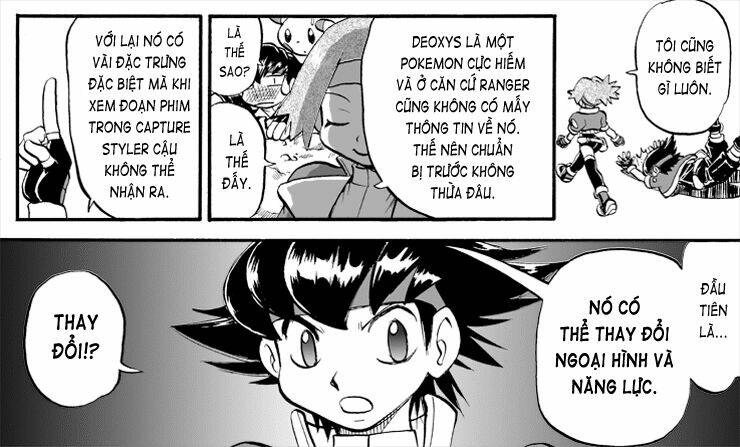 TÔI CŨNG
KHÔNG BIẾT
GÌ LUÔN.
DEOXYS LÀ MỘT
POKEMON CỰC HIẾM
VÀ Ở CĂN CỨ RANGER
CŨNG KHÔNG CÓ MẤY
THÔNG TIN VỀ NÓ.
THẾ NÊN CHUẨN
BỊ TRƯỚC KHÔNG
THỪA ĐÂU.
LÀ
THẾ
SAO?
LÀ
THẾ
ĐẤY.
VỚI LẠI NÓ CÓ
VÀI ĐẶC TRƯNG
ĐẶC BIỆT MÀ KHI
XEM ĐOẠN PHIM
TRONG CAPTURE
STYLER CẬU
KHÔNG THỂ
NHẬN RA.
ĐẦU
TIÊN
LÀ...
NÓ CÓ
THỂ THAY ĐỔI
NGOẠI HÌNH VÀ
NĂNG LỰC.
THAY
ĐỔI!?